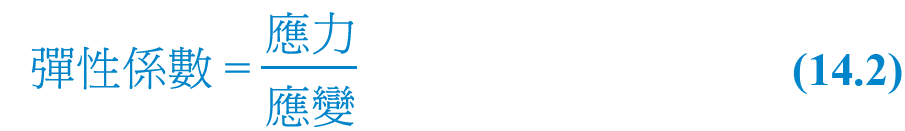 彈性係數 = 應力 / 應變 (14.2)